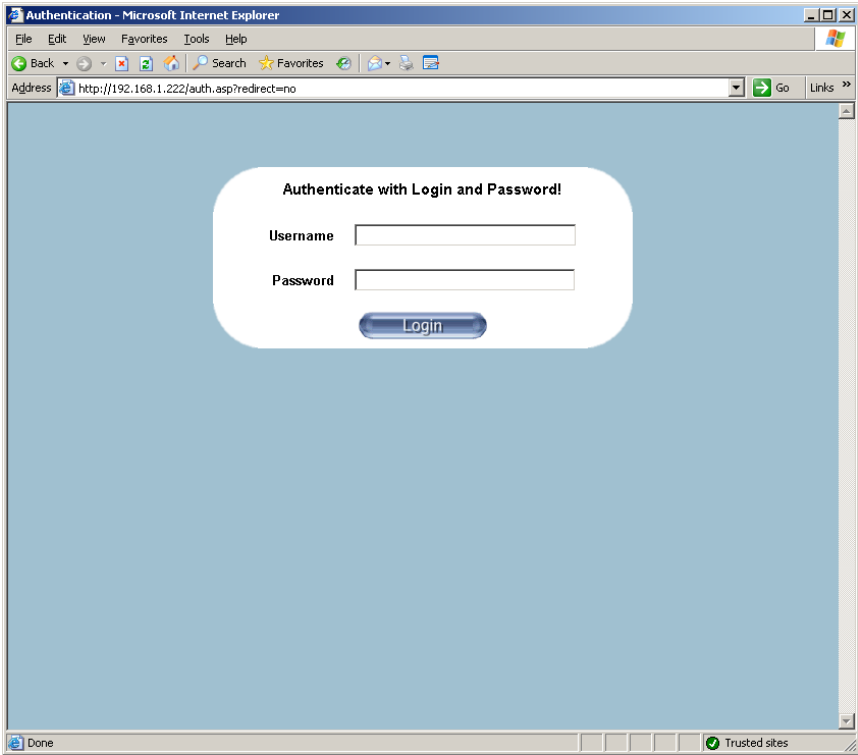 Authentication - Microsoft Internet Explorer
File Edit View Favorites Tools Help
Back Search Favorites
Address http://192.168.1.222/auth.asp?redirect=no Go Links »
Authenticate with Login and Password!
Username
Password
Login
Done Trusted sites